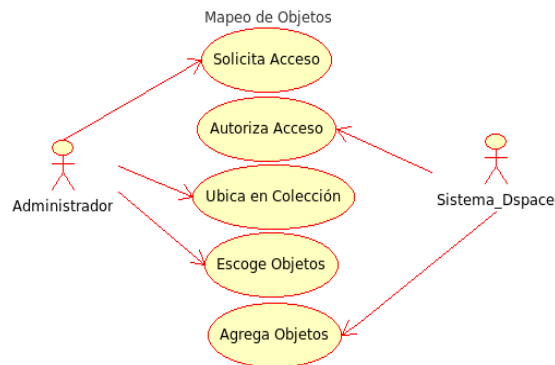 Mapeo de Objetos
Solicita Acceso
Autoriza Acceso
Administrador
Ubica en Colección
Sistema_Dspace
Escoge Objetos
Agrega Objetos